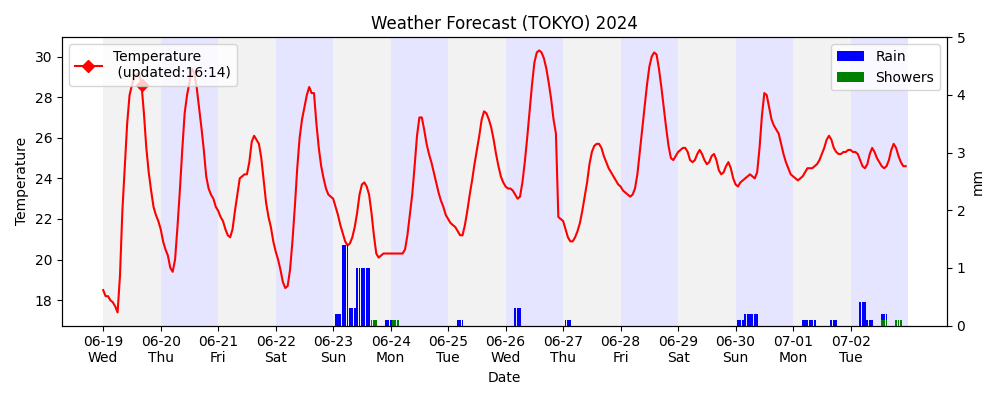 Weather Forecast (TOKYO) 2024
Temperature
(updated:16:14)
Rain
Showers
Temperature
30
28
26
24
22
20
18
mm
5
4
3
2
1
0
06-19 06-20 06-21 06-22 06-23 06-24 06-25 06-26 06-27 06-28 06-29 06-30 07-01 07-02
Wed Thu Fri Sat Sun Mon Tue Wed Thu Fri Sat Sun Mon Tue
Date